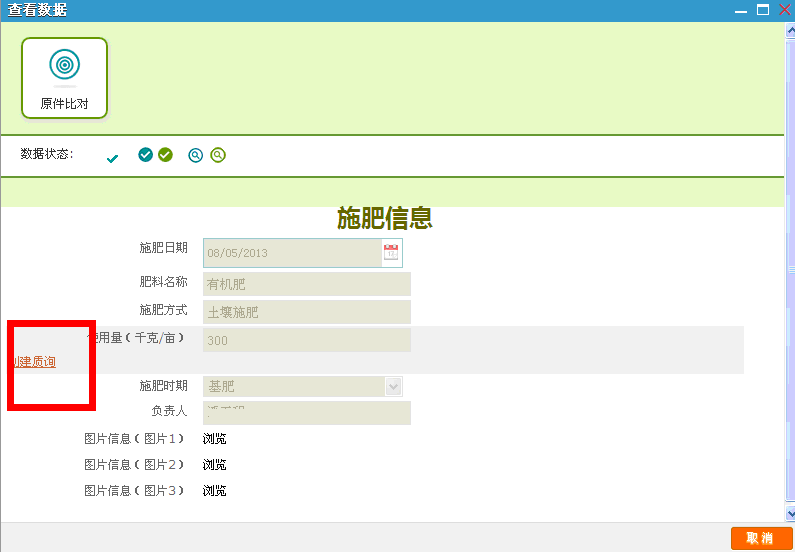 查看数据
原件比对
数据状态：
施肥信息
施肥日期 08/05/2013
肥料名称 有机肥
施肥方式 土壤施肥
使用量（千克/亩） 300
创建质询
施肥时期 基肥
负责人
图片信息（图片1） 浏览
图片信息（图片2） 浏览
图片信息（图片3） 浏览
取消